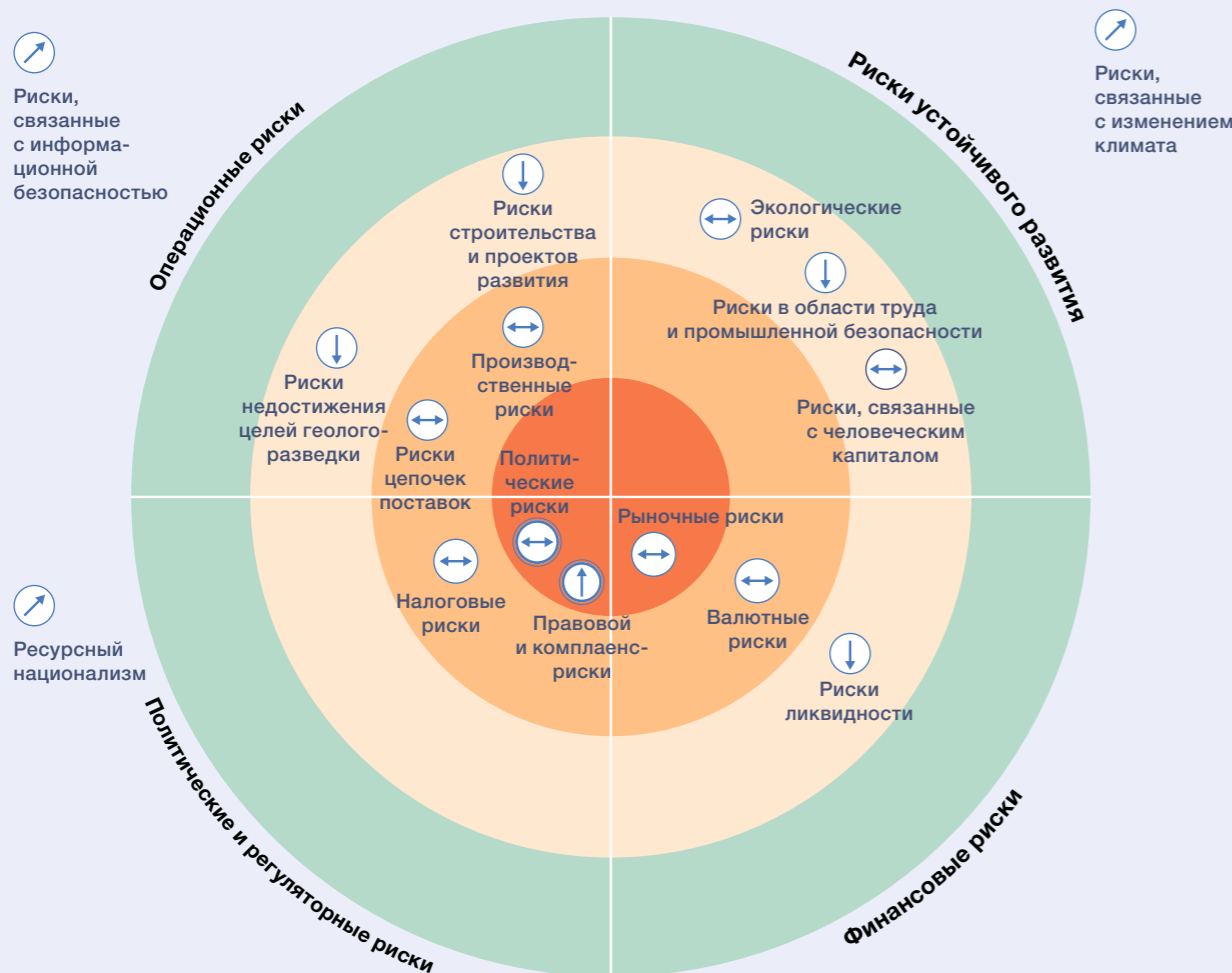 Риски,
связанные
с информа-
ционной
безопасностью
Операционные риски
Риски устойчивого развития
Риски,
связанные
с изменением
климата
Риски
строительства
и проектов
развития
Экологические
риски
Риски в области труда
и промышленной безопасности
Производ-
ственные
риски
Риски
недостижения
целей геолого-
разведки
Риски, связанные
с человеческим
капиталом
Риски
цепочек
поставок
Полити-
ческие
риски
Рыночные риски
Налоговые
риски
Правовой
и комплаенс-
риски
Валютные
риски
Ресурсный
национализм
Риски
ликвидности
Политические и регуляторные риски
Финансовые риски